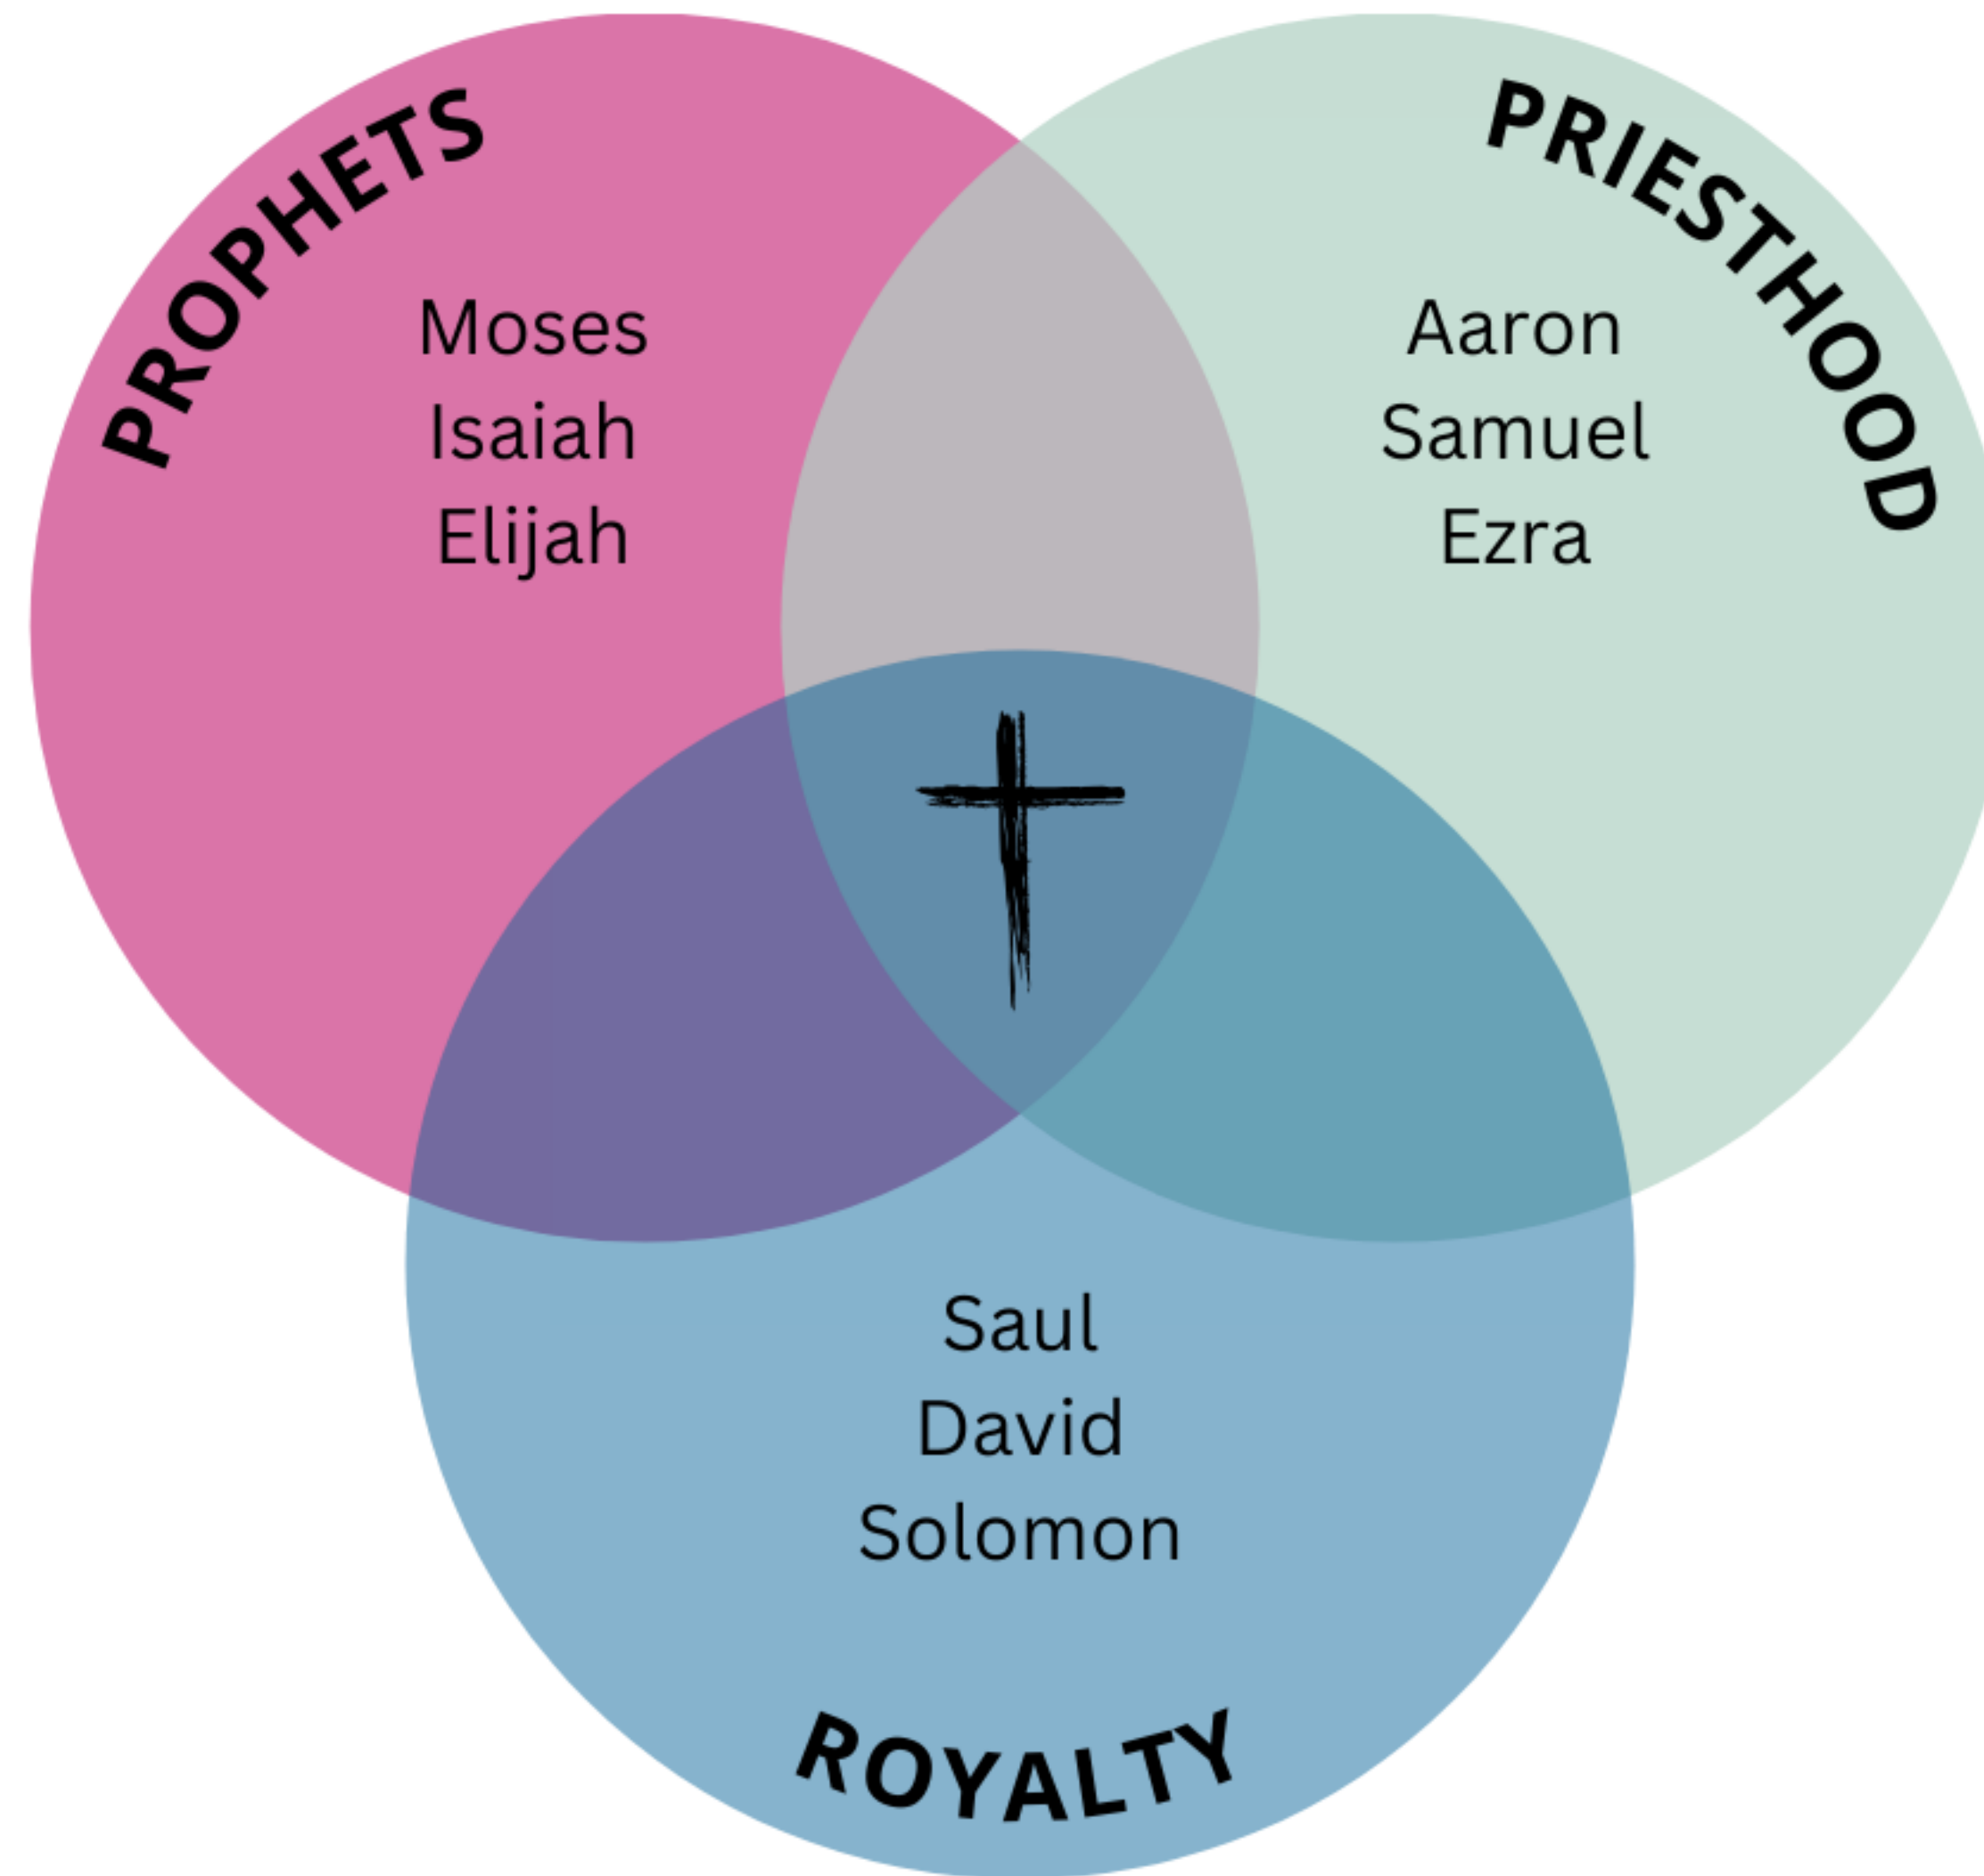 PROPHETS
Moses
Isaiah
Elijah
PRIESTHOOD
Aaron
Samuel
Ezra
Saul
David
Solomon
ROYALTY